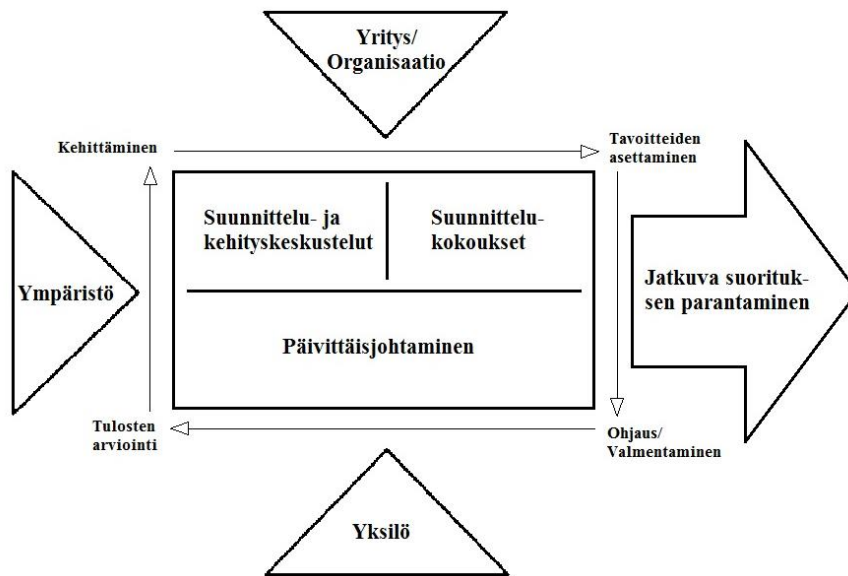 Yritys/
Organisaatio
Kehittäminen
Tavoitteiden
asettaminen
Suunnittelu- ja
kehityskeskustelut
Suunnittelu-
kokoukset
Ympäristö
Jatkuva suorituk-
sen parantaminen
Päivittäisjohtaminen
Tulosten
arviointi
Ohjaus/
Valmentaminen
Yksilö